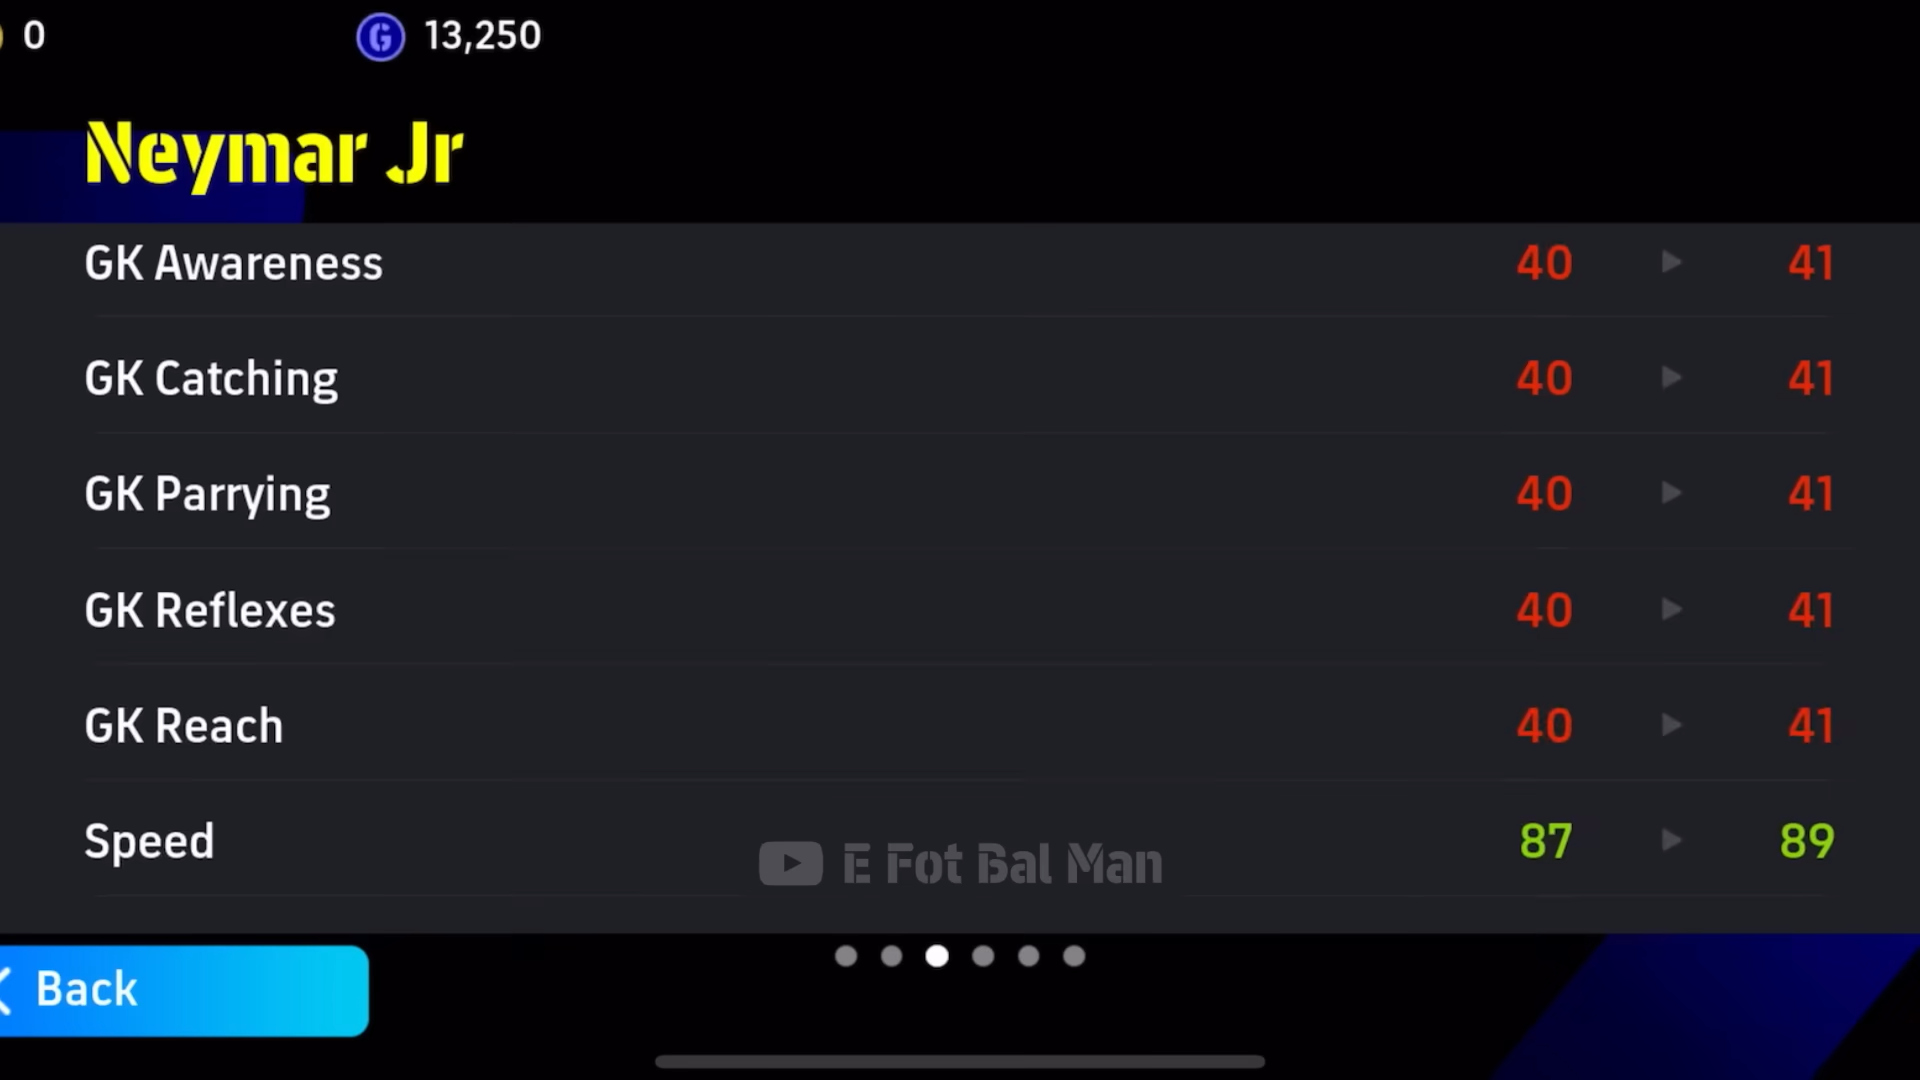 0
G 13,250
Neymar Jr
GK Awareness 40 41
GK Catching 40 41
GK Parrying 40 41
GK Reflexes 40 41
GK Reach 40 41
Speed 87 89
E Fot Bal Man
Back